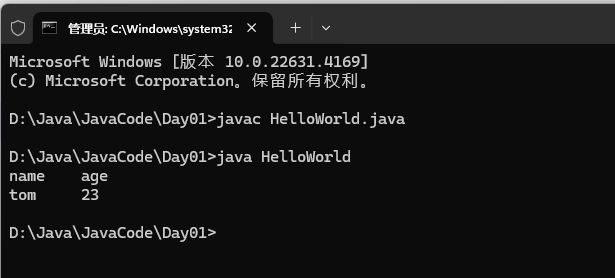 管理员: C:\Windows\system32
Microsoft Windows [版本 10.0.22631.4169]
(c) Microsoft Corporation。保留所有权利。
D:\Java\JavaCode\Day01>javac HelloWorld.java
D:\Java\JavaCode\Day01>java HelloWorld
name    age
tom     23
D:\Java\JavaCode\Day01>